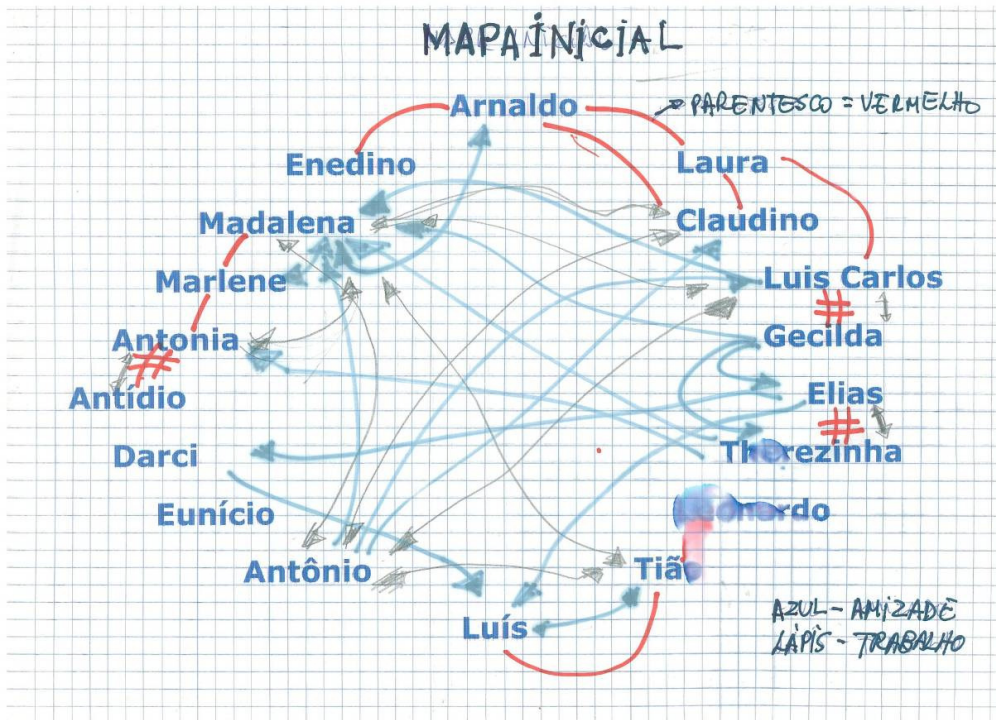 MAPA INICIAL
Arnaldo
PARENTESCO = VERMELHO
Enedino
Laura
Madalena
Claudino
Marlene
Luis Carlos
Antonia
Gecilda
Antídio
Elias
Darci
Therezinha
Eunício
Leonardo
Antônio
Tião
Luís
AZUL - AMIZADE
LÁPIS - TRABALHO